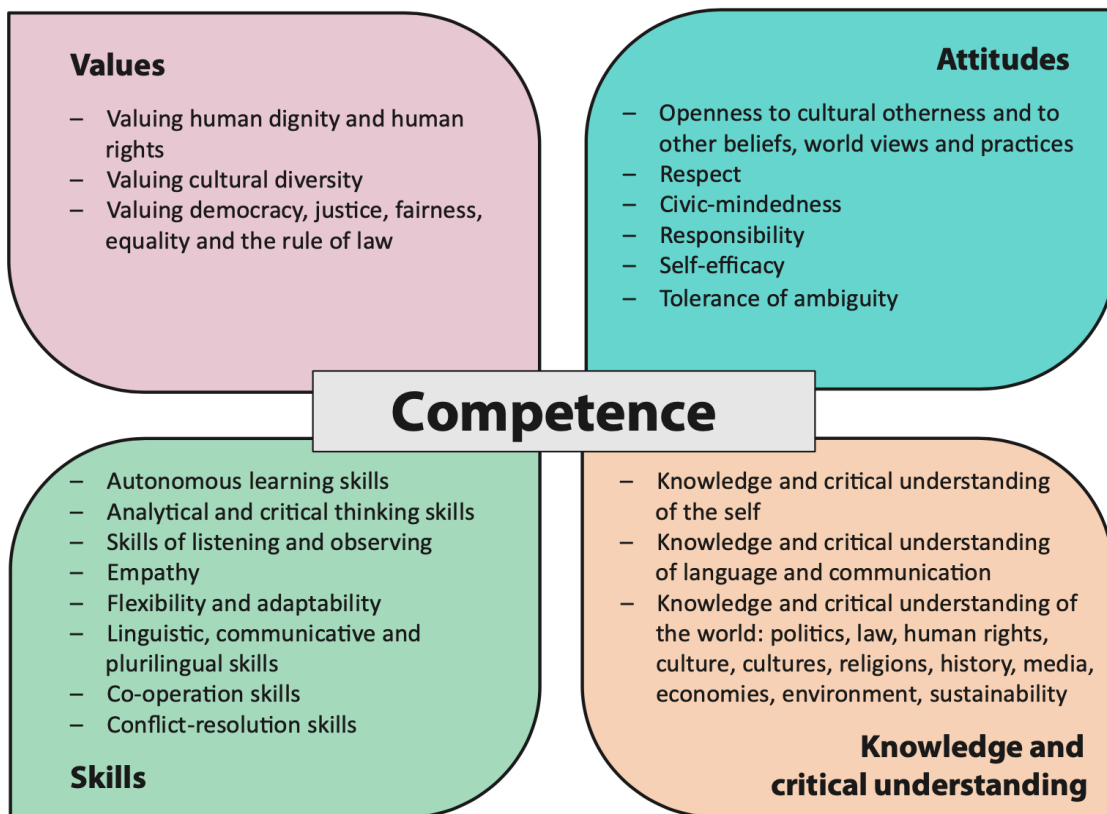 Values
– Valuing human dignity and human
rights
– Valuing cultural diversity
– Valuing democracy, justice, fairness,
equality and the rule of law
Attitudes
– Openness to cultural otherness and to
other beliefs, world views and practices
– Respect
– Civic-mindedness
– Responsibility
– Self-efficacy
– Tolerance of ambiguity
Competence
– Autonomous learning skills
– Analytical and critical thinking skills
– Skills of listening and observing
– Empathy
– Flexibility and adaptability
– Linguistic, communicative and
plurilingual skills
– Co-operation skills
– Conflict-resolution skills
Skills
– Knowledge and critical understanding
of the self
– Knowledge and critical understanding
of language and communication
– Knowledge and critical understanding of
the world: politics, law, human rights,
culture, cultures, religions, history, media,
economies, environment, sustainability
Knowledge and
critical understanding